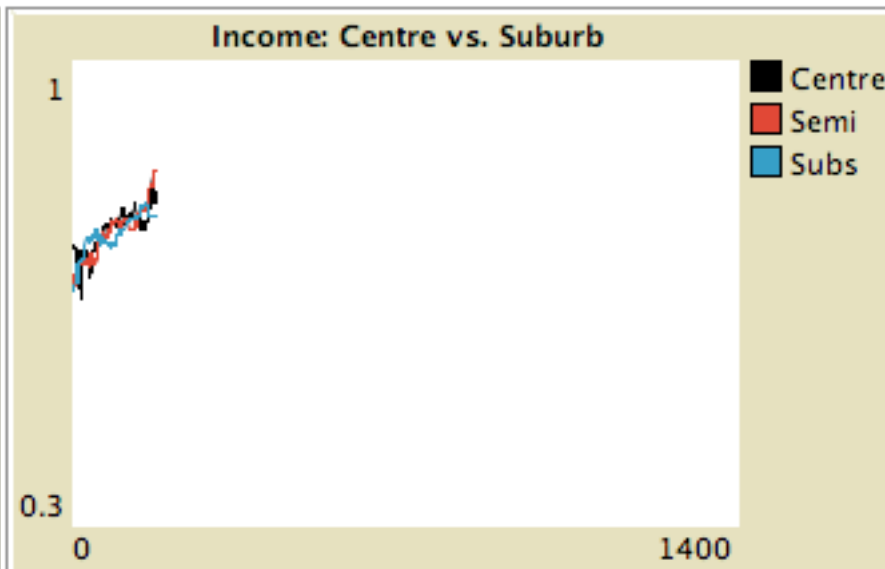 Income: Centre vs. Suburb
1
Centre
Semi
Subs
0.3
0
1400